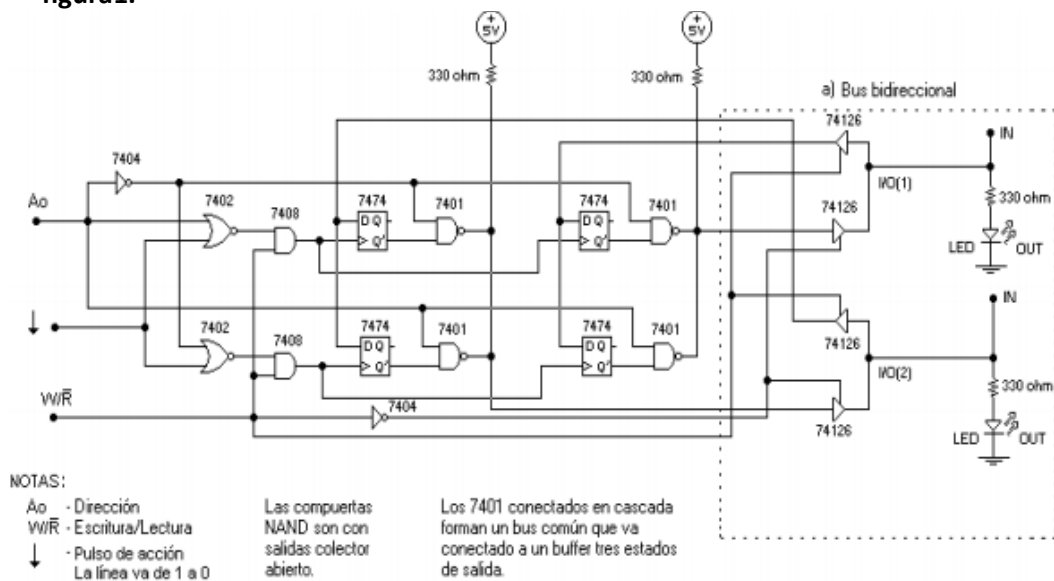 figura1.
5V
5V
330 ohm
330 ohm
a) Bus bidireccional
74126
IN
7404
I/O(1)
330 ohm
Ao
7402
7408
7474
7401
7474
7401
74126
D Q
Q'
D Q
Q'
LED
OUT
IN
7402
7408
7474
7401
7474
7401
74126
D Q
Q'
D Q
Q'
I/O(2)
330 ohm
W/R̅
7404
74126
LED
OUT
NOTAS:
Ao - Dirección
W/R̅ - Escritura/Lectura
↓ - Pulso de acción
La línea va de 1 a 0
Las compuertas
NAND son con
salidas colector
abierto.
Los 7401 conectados en cascada
forman un bus común que va
conectado a un buffer tres estados
de salida.